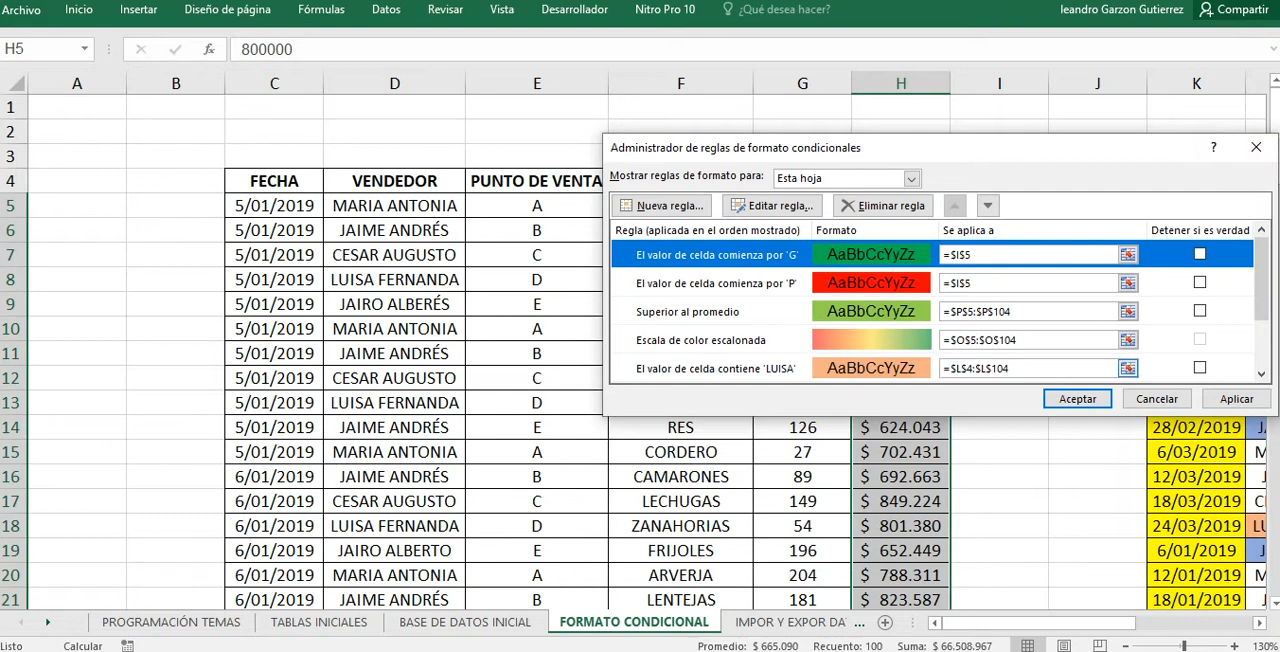 Archivo Inicio Insertar Diseño de página Fórmulas Datos Revisar Vista Desarrollador Nitro Pro 10 ¿Qué desea hacer? leandro Garzon Gutierrez Compartir
H5 fx 800000
A B C D E F G H I J K
1
2
3
4 FECHA VENDEDOR PUNTO DE VENTA
5 5/01/2019 MARIA ANTONIA A
6 5/01/2019 JAIME ANDRÉS B
7 5/01/2019 CESAR AUGUSTO C
8 5/01/2019 LUISA FERNANDA D
9 5/01/2019 JAIRO ALBERÉS E
10 5/01/2019 MARIA ANTONIA A
11 5/01/2019 JAIME ANDRÉS B
12 5/01/2019 CESAR AUGUSTO C
13 5/01/2019 LUISA FERNANDA D
14 5/01/2019 JAIME ANDRÉS E RES 126 $ 624.043 28/02/2019
15 5/01/2019 MARIA ANTONIA A CORDERO 27 $ 702.431 6/03/2019 M
16 6/01/2019 JAIME ANDRÉS B CAMARONES 89 $ 692.663 12/03/2019
17 6/01/2019 CESAR AUGUSTO C LECHUGAS 149 $ 849.224 18/03/2019
18 6/01/2019 LUISA FERNANDA D ZANAHORIAS 54 $ 801.380 24/03/2019 LU
19 6/01/2019 JAIRO ALBERTO E FRIJOLES 196 $ 652.449 6/01/2019
20 6/01/2019 MARIA ANTONIA A ARVERJA 204 $ 788.311 12/01/2019 M
21 6/01/2019 JAIME ANDRÉS B LENTEJAS 181 $ 823.587 18/01/2019
Administrador de reglas de formato condicionales ?
Mostrar reglas de formato para: Esta hoja
Nueva regla... Editar regla... Eliminar regla
Regla (aplicada en el orden mostrado) Formato Se aplica a Detener si es verdad
El valor de celda comienza por 'G' AaBbCcYyZz =$I$5
El valor de celda comienza por 'P' AaBbCcYyZz =$I$5
Superior al promedio AaBbCcYyZz =$P$5:$P$104
Escala de color escalonada =$O$5:$O$104
El valor de celda contiene 'LUISA' AaBbCcYyZz =$L$4:$L$104
Aceptar Cancelar Aplicar
PROGRAMACIÓN TEMAS TABLAS INICIALES BASE DE DATOS INICIAL FORMATO CONDICIONAL IMPOR Y EXPOR DA ...
Listo Calcular Promedio: $ 665.090 Recuento: 100 Suma: $ 66.508.967 130%